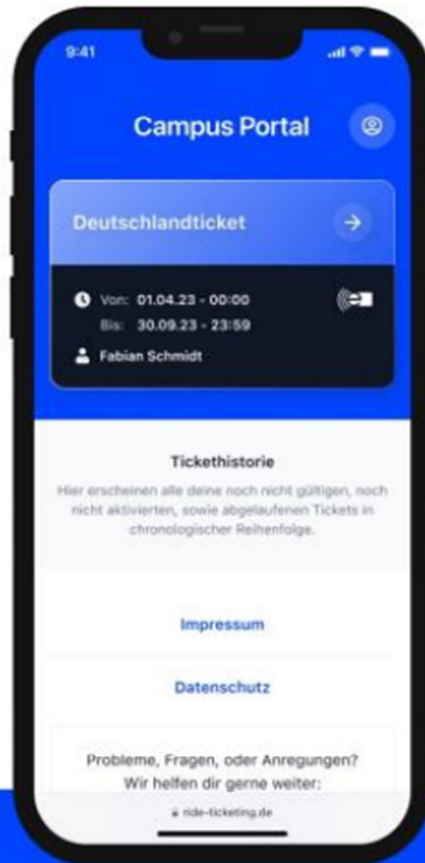 9:41
Campus Portal
Deutschlandticket
Von: 01.04.23 - 00:00
Bis: 30.09.23 - 23:59
Fabian Schmidt
Tickethistorie
Hier erscheinen alle deine noch nicht gültigen, noch
nicht aktivierten, sowie abgelaufenen Tickets in
chronologischer Reihenfolge.
Impressum
Datenschutz
Probleme, Fragen, oder Anregungen?
Wir helfen dir gerne weiter:
ride-ticketing.de